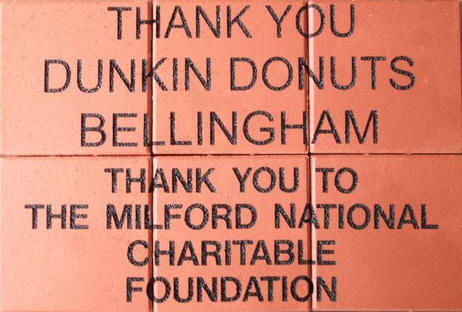 THANK YOU
DUNKIN DONUTS
BELLINGHAM
THANK YOU TO
THE MILFORD NATIONAL
CHARITABLE
FOUNDATION